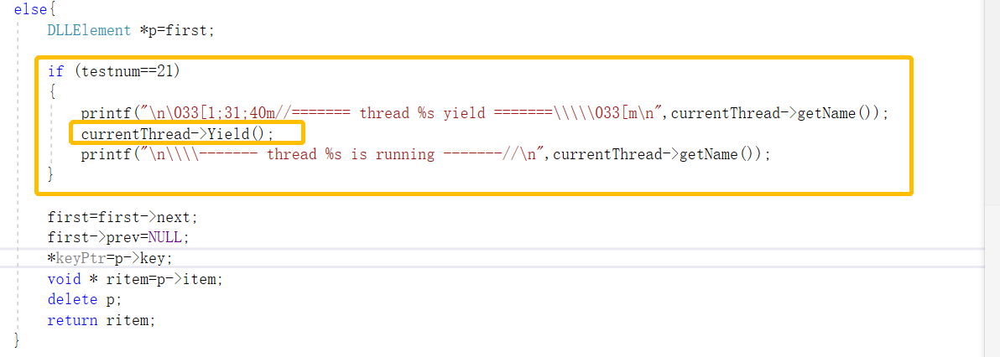 else{
DLLElement *p=first;
if (testnum==21)
{
printf("\n\033[1;31;40m//======= thread %s yield =======\\\\\033[m\n",currentThread->getName());
currentThread->Yield();
printf("\n\\\\------- thread %s is running -------//\n",currentThread->getName());
}
first=first->next;
first->prev=NULL;
*keyPtr=p->key;
void * ritem=p->item;
delete p;
return ritem;
}